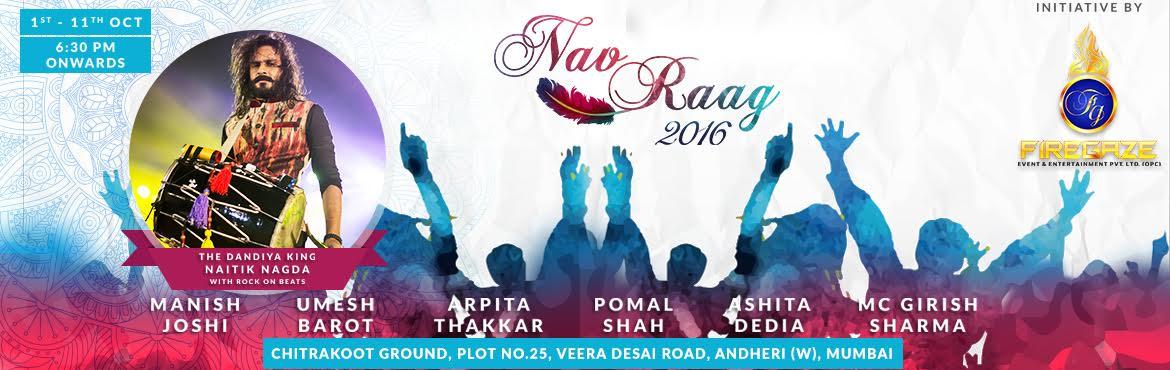 1ST - 11TH OCT
6:30 PM
ONWARDS
Nav
Raag
2016
INITIATIVE BY
FG
FIREGAZE
EVENT & ENTERTAINMENT PVT. LTD. (OPC)
THE DANDIYA KING
NAITIK NAGDA
WITH ROCK ON BEATS
MANISH
JOSHI
UMESH
BAROT
ARPITA
THAKKAR
POMAL
SHAH
ASHITA
DEDIA
MC GIRISH
SHARMA
CHITRAKOOT GROUND, PLOT NO.25, VEERA DESAI ROAD, ANDHERI (W), MUMBAI